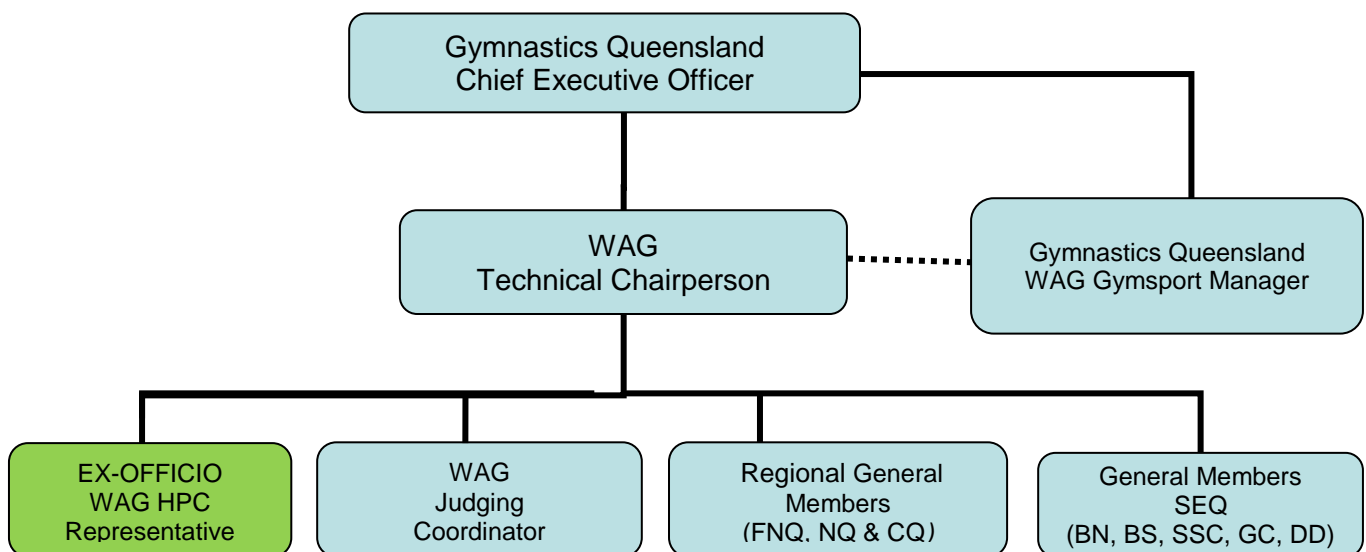 Gymnastics Queensland
Chief Executive Officer
WAG
Technical Chairperson
Gymnastics Queensland
WAG Gymsport Manager
EX-OFFICIO
WAG HPC
Representative
WAG
Judging
Coordinator
Regional General
Members
(FNQ, NQ & CQ)
General Members
SEQ
(BN, BS, SSC, GC, DD)